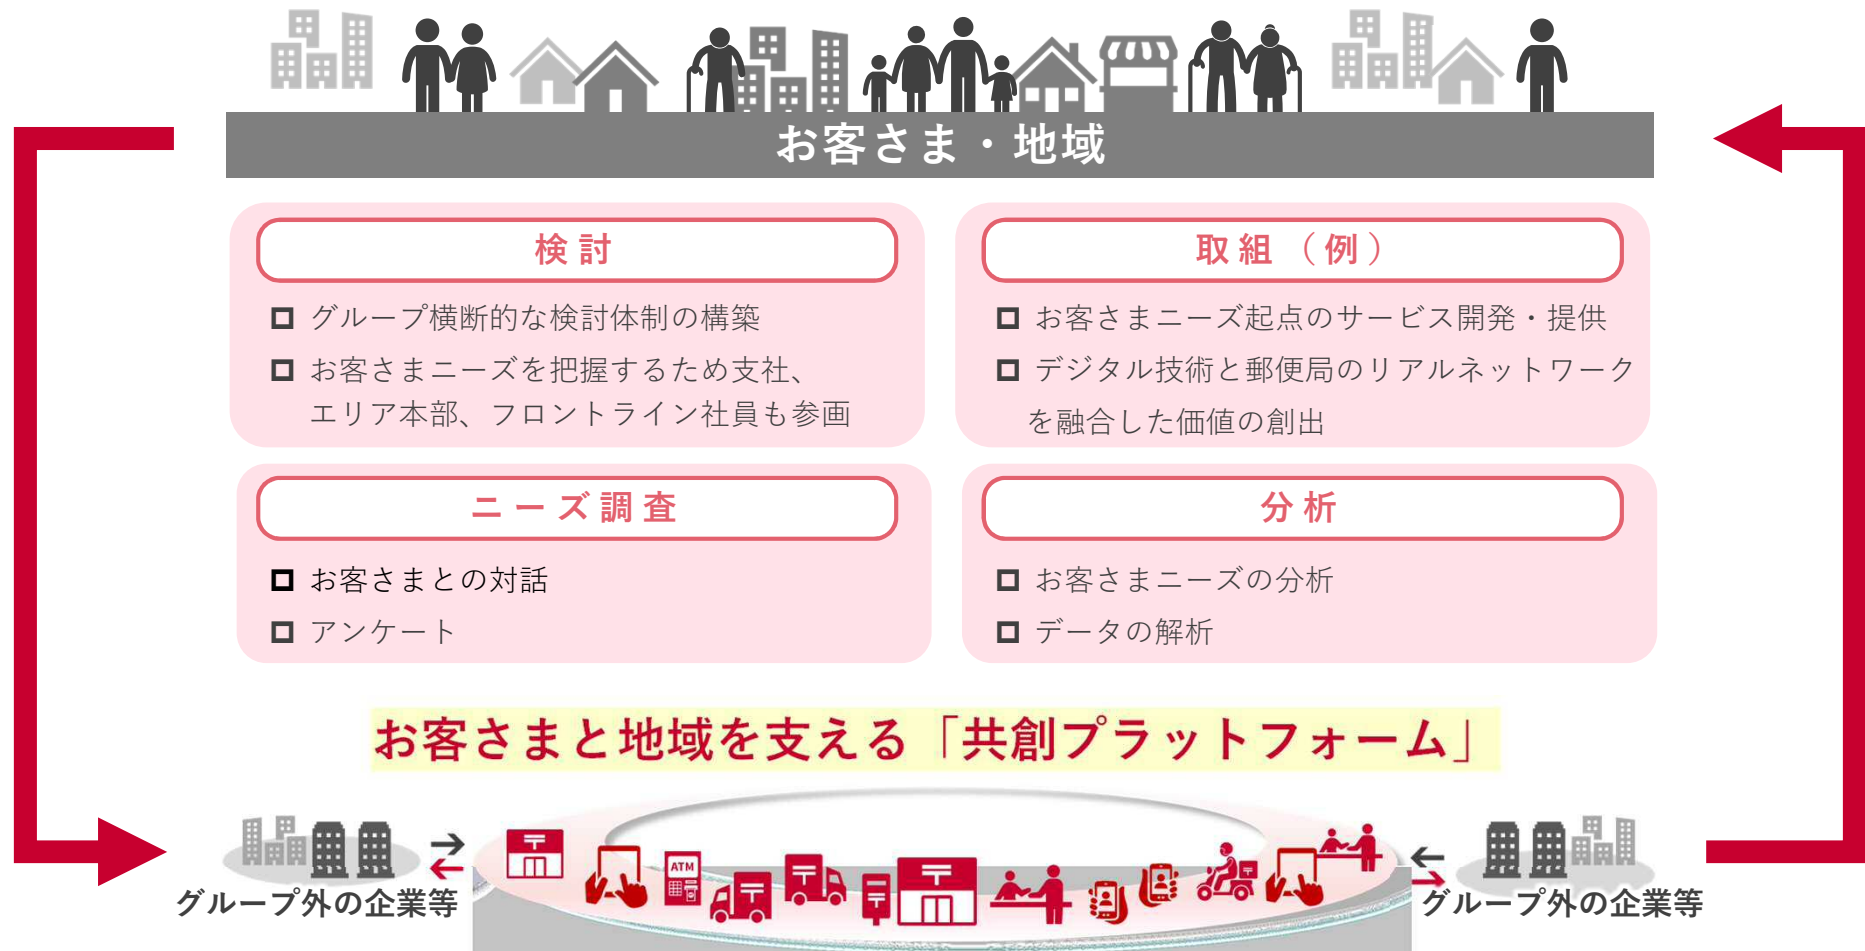 お客さま・地域
検討
グループ横断的な検討体制の構築
お客さまニーズを把握するため支社、
エリア本部、フロントライン社員も参画
取組（例）
お客さまニーズ起点のサービス開発・提供
デジタル技術と郵便局のリアルネットワーク
を融合した価値の創出
ニーズ調査
お客さまとの対話
アンケート
分析
お客さまニーズの分析
データの解析
お客さまと地域を支える「共創プラットフォーム」
グループ外の企業等
ATM
グループ外の企業等